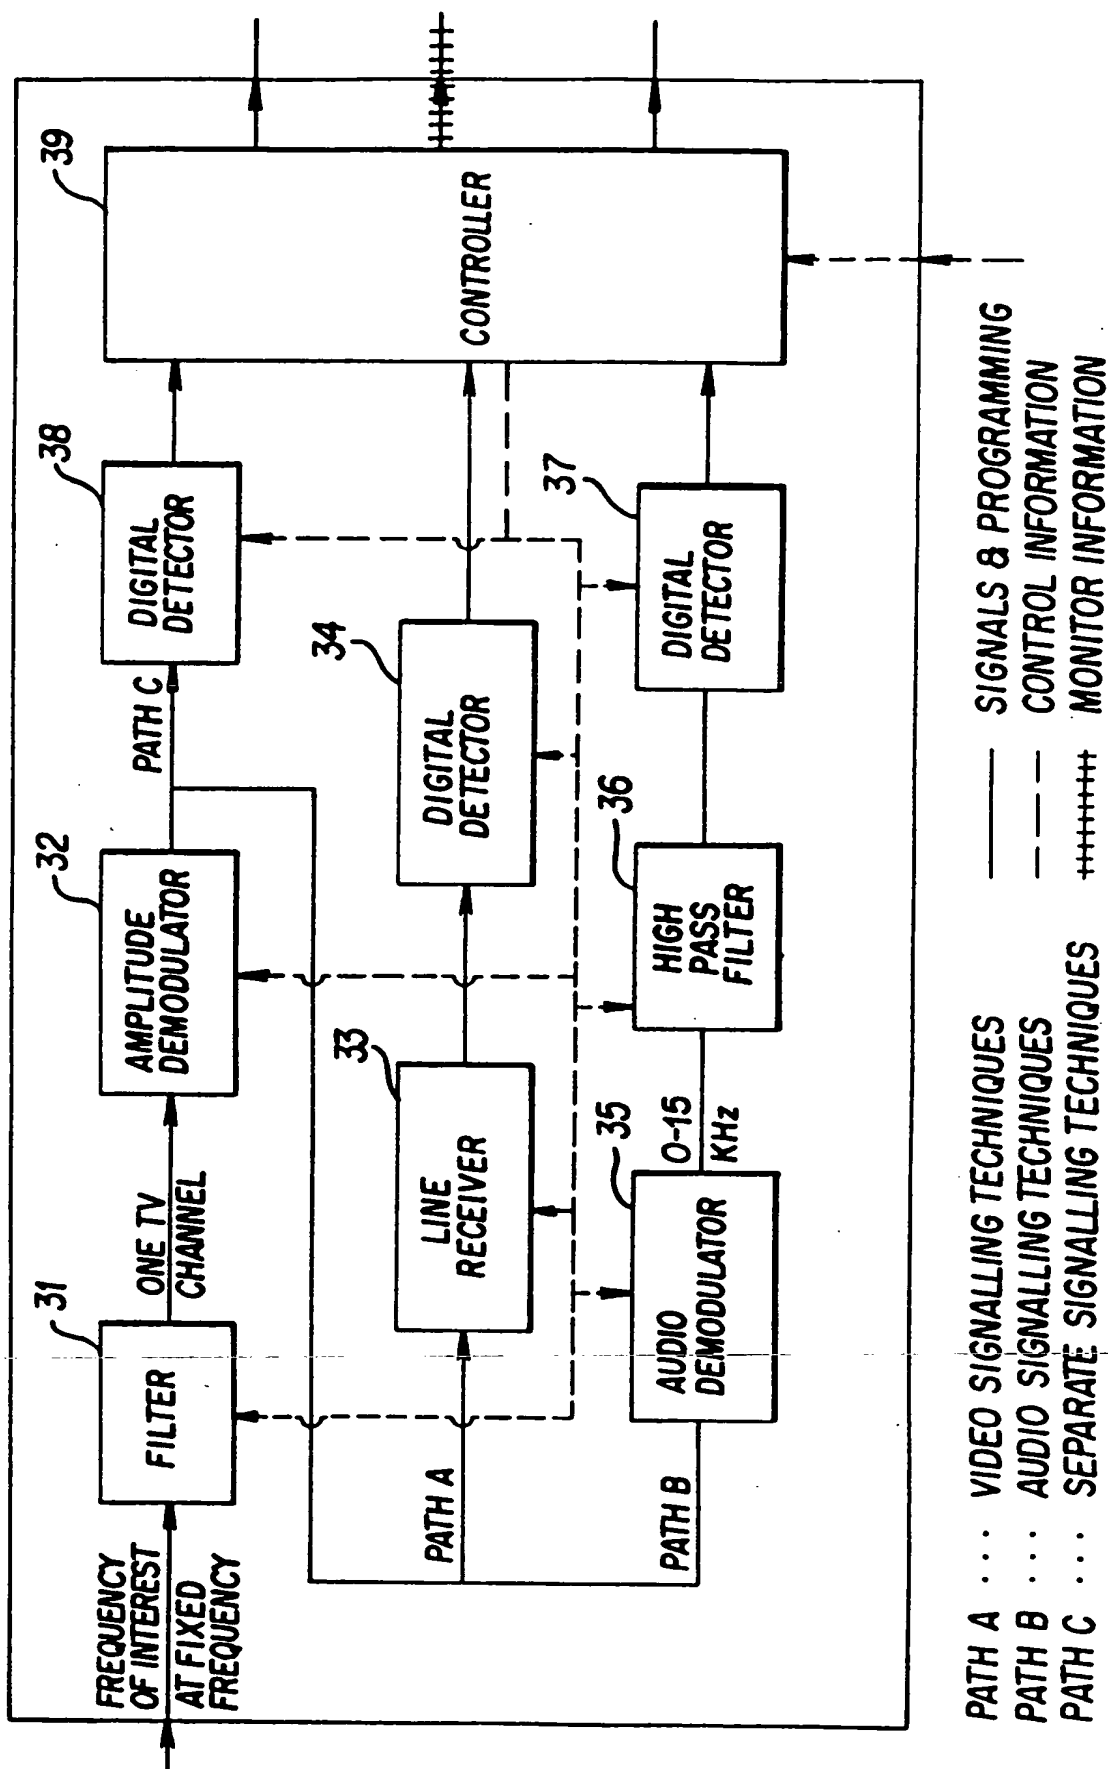 FREQUENCY
OF INTEREST
AT FIXED
FREQUENCY
31
FILTER
ONE TV
CHANNEL
32
AMPLITUDE
DEMODULATOR
PATH C
38
DIGITAL
DETECTOR
39
CONTROLLER
PATH A
33
LINE
RECEIVER
34
DIGITAL
DETECTOR
PATH B
35
AUDIO
DEMODULATOR
0-15
KHz
36
HIGH
PASS
FILTER
37
DIGITAL
DETECTOR
PATH A ... VIDEO SIGNALLING TECHNIQUES
PATH B ... AUDIO SIGNALLING TECHNIQUES
PATH C ... SEPARATE SIGNALLING TECHNIQUES
SIGNALS & PROGRAMMING
CONTROL INFORMATION
MONITOR INFORMATION